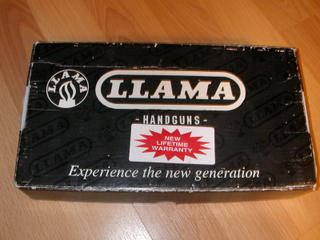 LLAMA
LLAMA
- HANDGUNS -
NEW
LIFETIME
WARRANTY
Experience the new generation